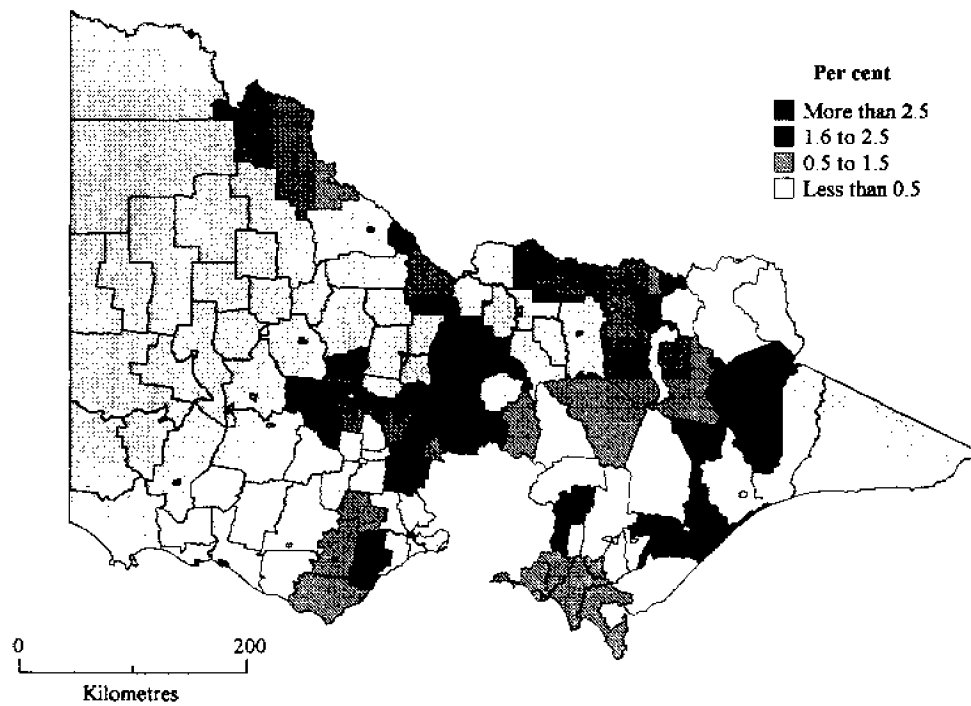 Per cent
More than 2.5
1.6 to 2.5
0.5 to 1.5
Less than 0.5
0 200
Kilometres